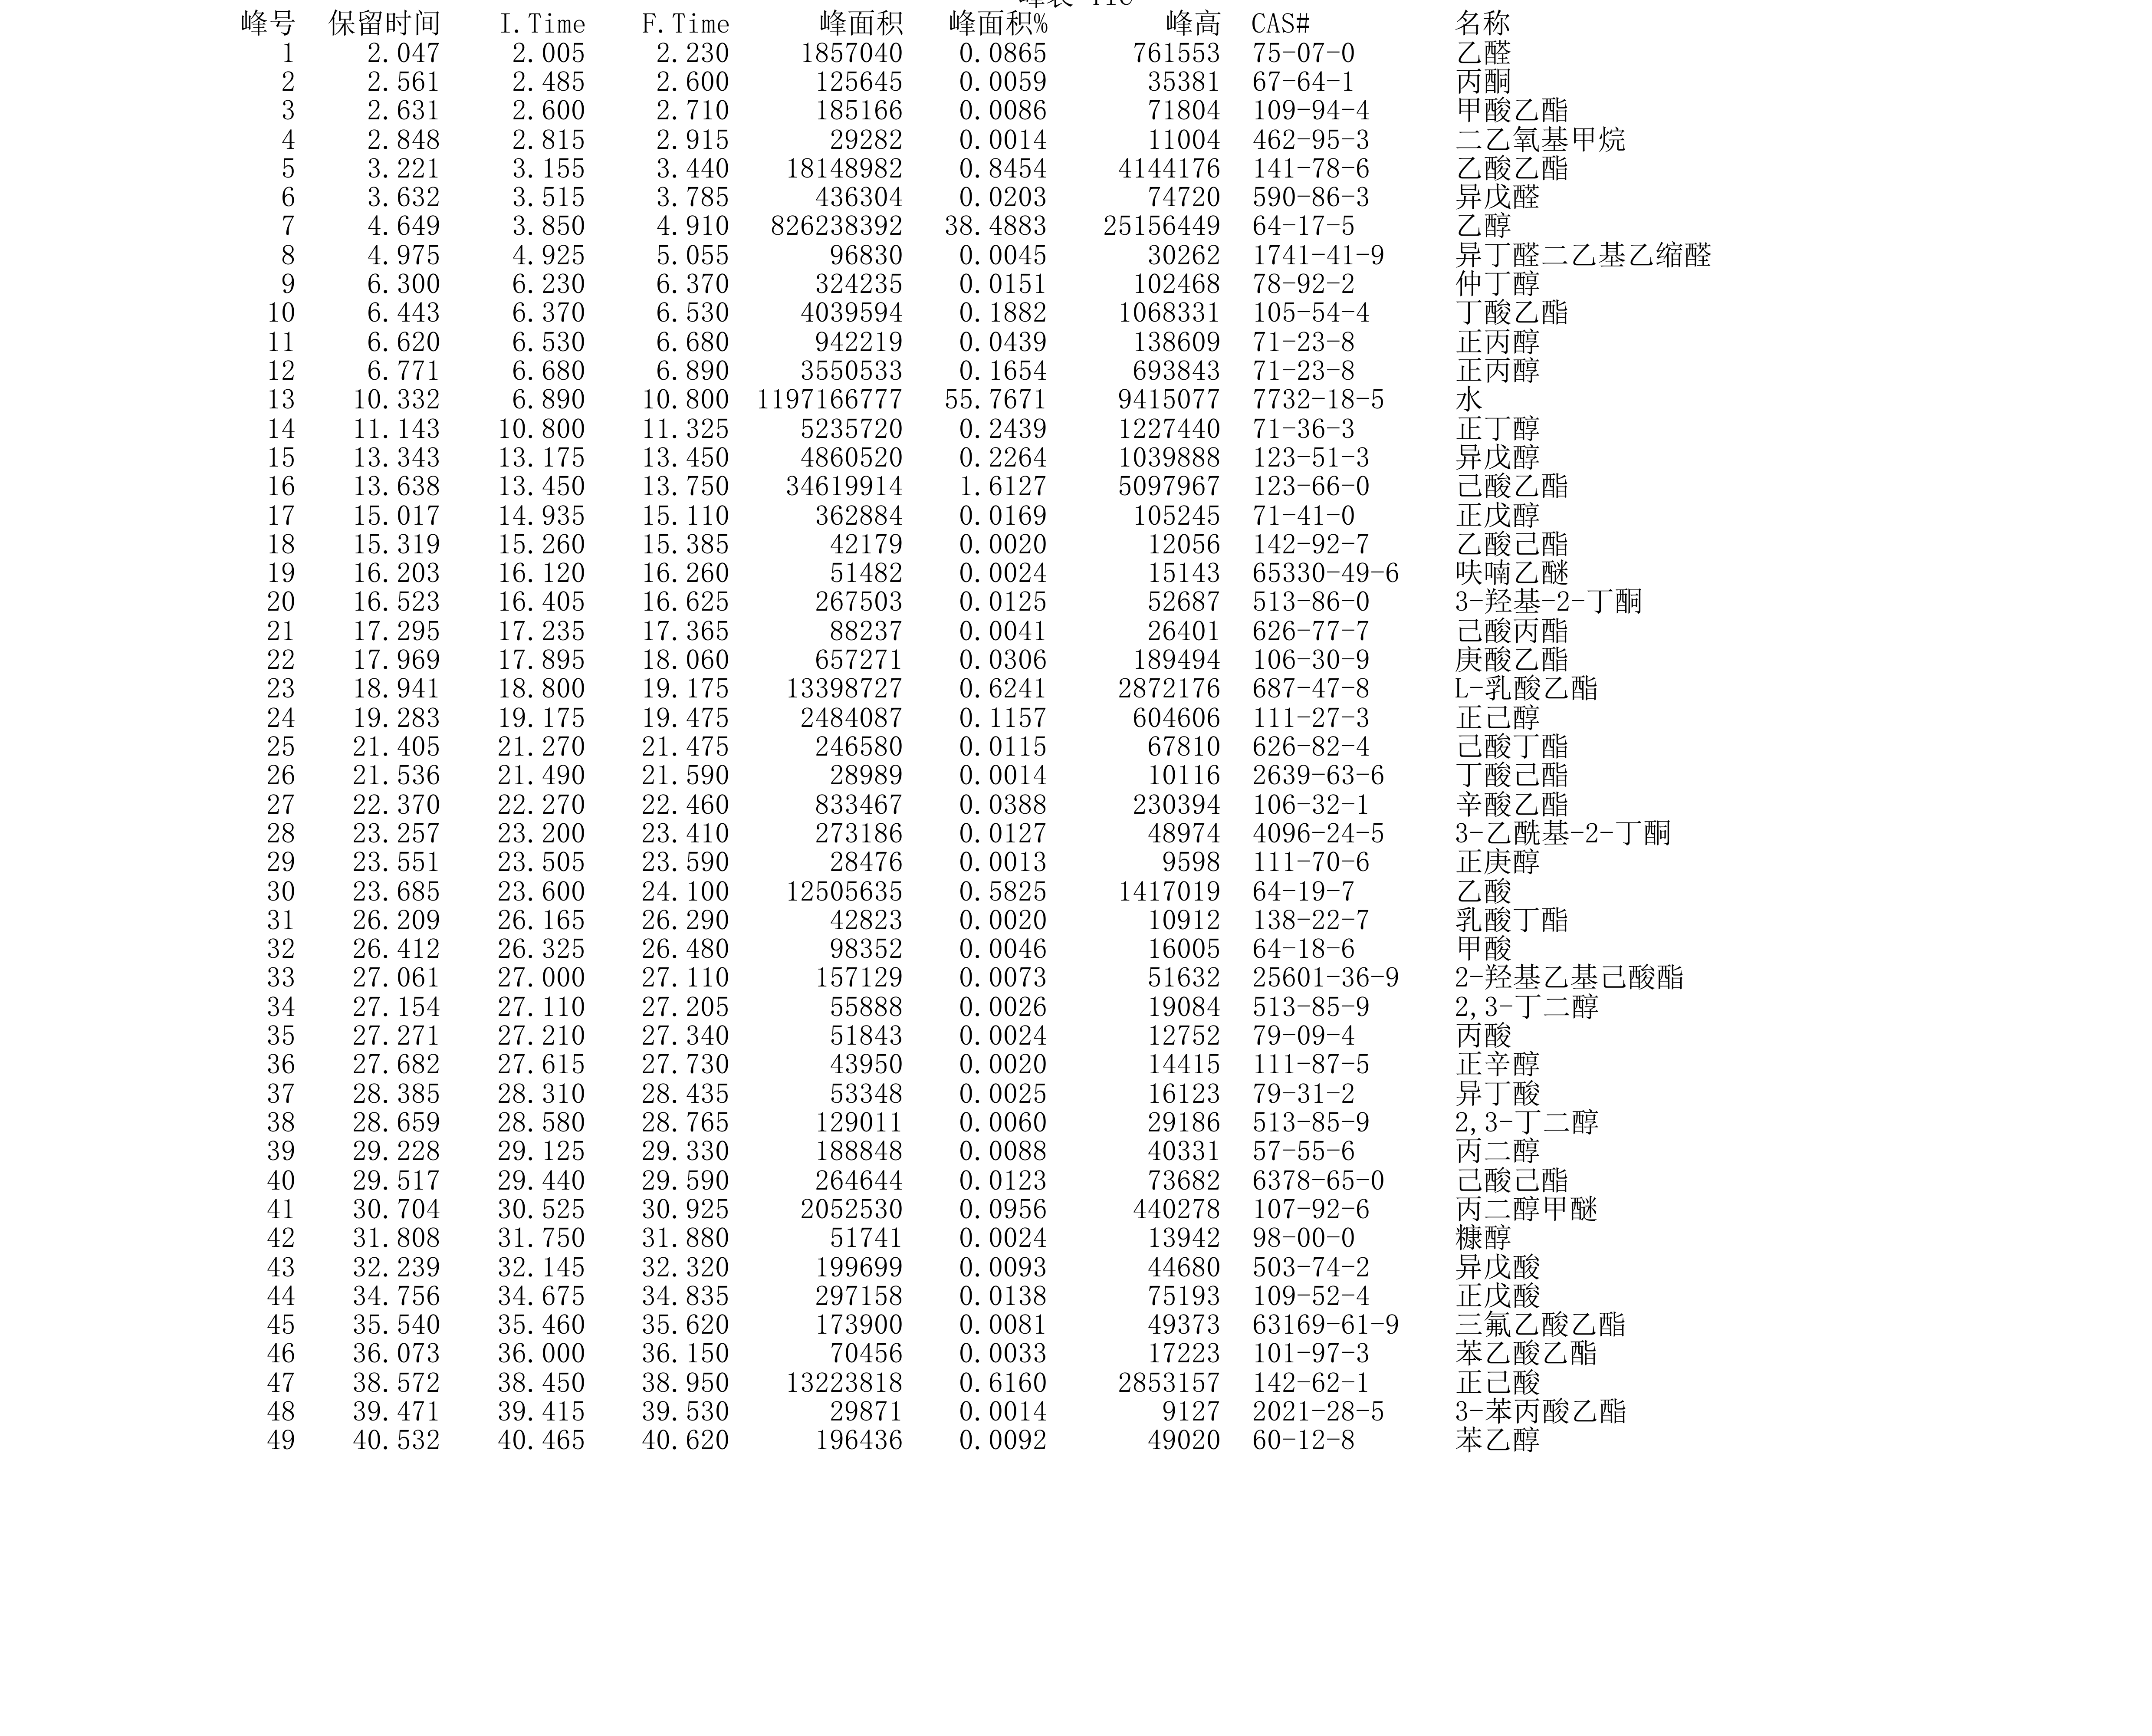 峰号 保留时间 I.Time F.Time 峰面积 峰面积% 峰高 CAS# 名称
1 2.047 2.005 2.230 1857040 0.0865 761553 75-07-0 乙醛
2 2.561 2.485 2.600 125645 0.0059 35381 67-64-1 丙酮
3 2.631 2.600 2.710 185166 0.0086 71804 109-94-4 甲酸乙酯
4 2.848 2.815 2.915 29282 0.0014 11004 462-95-3 二乙氧基甲烷
5 3.221 3.155 3.440 18148982 0.8454 4144176 141-78-6 乙酸乙酯
6 3.632 3.515 3.785 436304 0.0203 74720 590-86-3 异戊醛
7 4.649 3.850 4.910 826238392 38.4883 25156449 64-17-5 乙醇
8 4.975 4.925 5.055 96830 0.0045 30262 1741-41-9 异丁醛二乙基乙缩醛
9 6.300 6.230 6.370 324235 0.0151 102468 78-92-2 仲丁醇
10 6.443 6.370 6.530 4039594 0.1882 1068331 105-54-4 丁酸乙酯
11 6.620 6.530 6.680 942219 0.0439 138609 71-23-8 正丙醇
12 6.771 6.680 6.890 3550533 0.1654 693843 71-23-8 正丙醇
13 10.332 6.890 10.800 1197166777 55.7671 9415077 7732-18-5 水
14 11.143 10.800 11.325 5235720 0.2439 1227440 71-36-3 正丁醇
15 13.343 13.175 13.450 4860520 0.2264 1039888 123-51-3 异戊醇
16 13.638 13.450 13.750 34619914 1.6127 5097967 123-66-0 己酸乙酯
17 15.017 14.935 15.110 362884 0.0169 105245 71-41-0 正戊醇
18 15.319 15.260 15.385 42179 0.0020 12056 142-92-7 乙酸己酯
19 16.203 16.120 16.260 51482 0.0024 15143 65330-49-6 呋喃乙醚
20 16.523 16.405 16.625 267503 0.0125 52687 513-86-0 3-羟基-2-丁酮
21 17.295 17.235 17.365 88237 0.0041 26401 626-77-7 己酸丙酯
22 17.969 17.895 18.060 657271 0.0306 189494 106-30-9 庚酸乙酯
23 18.941 18.800 19.175 13398727 0.6241 2872176 687-47-8 L-乳酸乙酯
24 19.283 19.175 19.475 2484087 0.1157 604606 111-27-3 正己醇
25 21.405 21.270 21.475 246580 0.0115 67810 626-82-4 己酸丁酯
26 21.536 21.490 21.590 28989 0.0014 10116 2639-63-6 丁酸己酯
27 22.370 22.270 22.460 833467 0.0388 230394 106-32-1 辛酸乙酯
28 23.257 23.200 23.410 273186 0.0127 48974 4096-24-5 3-乙酰基-2-丁酮
29 23.551 23.505 23.590 28476 0.0013 9598 111-70-6 正庚醇
30 23.685 23.600 24.100 12505635 0.5825 1417019 64-19-7 乙酸
31 26.209 26.165 26.290 42823 0.0020 10912 138-22-7 乳酸丁酯
32 26.412 26.325 26.480 98352 0.0046 16005 64-18-6 甲酸
33 27.061 27.000 27.110 157129 0.0073 51632 25601-36-9 2-羟基乙基己酸酯
34 27.154 27.110 27.205 55888 0.0026 19084 513-85-9 2,3-丁二醇
35 27.271 27.210 27.340 51843 0.0024 12752 79-09-4 丙酸
36 27.682 27.615 27.730 43950 0.0020 14415 111-87-5 正辛醇
37 28.385 28.310 28.435 53348 0.0025 16123 79-31-2 异丁酸
38 28.659 28.580 28.765 129011 0.0060 29186 513-85-9 2,3-丁二醇
39 29.228 29.125 29.330 188848 0.0088 40331 57-55-6 丙二醇
40 29.517 29.440 29.590 264644 0.0123 73682 6378-65-0 己酸己酯
41 30.704 30.525 30.925 2052530 0.0956 440278 107-92-6 丙二醇甲醚
42 31.808 31.750 31.880 51741 0.0024 13942 98-00-0 糠醇
43 32.239 32.145 32.320 199699 0.0093 44680 503-74-2 异戊酸
44 34.756 34.675 34.835 297158 0.0138 75193 109-52-4 正戊酸
45 35.540 35.460 35.620 173900 0.0081 49373 63169-61-9 三氟乙酸乙酯
46 36.073 36.000 36.150 70456 0.0033 17223 101-97-3 苯乙酸乙酯
47 38.572 38.450 38.950 13223818 0.6160 2853157 142-62-1 正己酸
48 39.471 39.415 39.530 29871 0.0014 9127 2021-28-5 3-苯丙酸乙酯
49 40.532 40.465 40.620 196436 0.0092 49020 60-12-8 苯乙醇